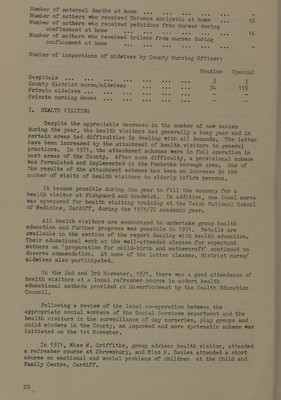 Number of maternal deaths at home ... ... ... ... -
Number of mothers who received Entonox analgesia at home ... 16
Number of mothers who received pethidine from nurses during
confinement at home ... ... ... ... ... 16
Number of mothers who received trilene from nurses during
confinement at home ... ... ... ... ... -
Number of inspections of midwives by County Nursing Officer:
Routine Special
Hospitals ... ... ... ... ... ... ... 3 3
County district nurse/midwives ... ... ... ... 34 119
Private midwives ... ... ... ... ... ... - -
Private nursing homes ... ... ... ... ... - -
3. HEALTH VISITING
Despite the appreciable decrease in the number of new babies
during the year, the health visitors had generally a busy year and in
certain areas had difficulties in dealing with all demands. The latter
have been increased by the attachment of health visitors to general
practices. In 1971, the attachment schemes were in full operation in
most areas of the County. After some difficulty, a provisional scheme
was formulated and implemented in the Pembroke borough area. One of
the results of the attachment schemes has been an increase in the
number of visits of health visitors to elderly infirm persons.
It became possible during the year to fill the vacancy for a
health visitor at Fishguard and Goodwick. In addition, one local nurse
was sponsored for health visiting training at the Welsh National School
of Medicine, Cardiff, during the 1971/72 academic year.
All health visitors are encouraged to undertake group health
education and further progress was possible in 1971. Details are
available in the section of the report dealing with health education.
Their educational work at the well-attended classes for expectant
mothers on 'preparation for child-birth and mothercraft' continued to
deserve commendation. At some of the latter classes, district nurse/
midwives also participated.
On the 2nd and 3rd November, 1971, there was a good attendance of
health visitors at a local refresher course in modern health
educational methods provided at Haverfordwest by the Health Education
Council.
Following a review of the local co-operation between the
appropriate social workers of the Social Services department and the
health visitors in the surveillance of day nurseries, play groups and
child minders in the County, an improved and more systematic scheme was
initiated on the 1st November.
In 1971, Miss W. Griffiths, group adviser health visitor, attended
a refresher course at Shrewsbury, and Miss R. Davies attended a short
course on emotional and social problems of children at the Child and
Family Centre, Cardiff.
20